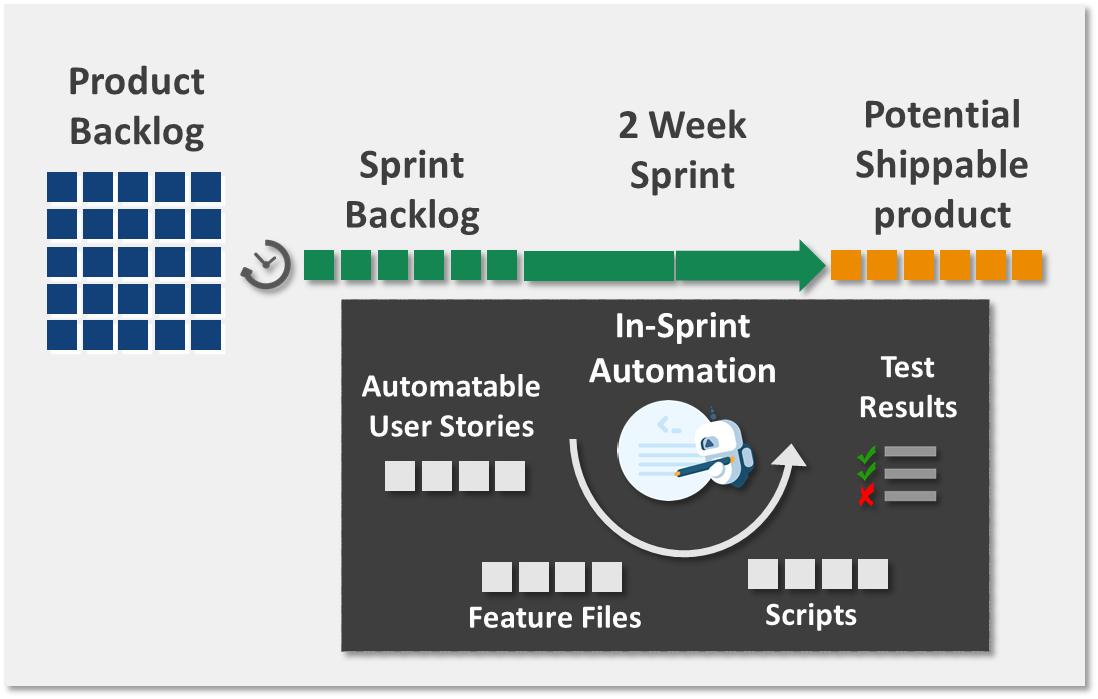 Product
Backlog
Sprint
Backlog
2 Week
Sprint
Potential
Shippable
product
In-Sprint
Automation
Automatable
User Stories
Test
Results
Feature Files
Scripts